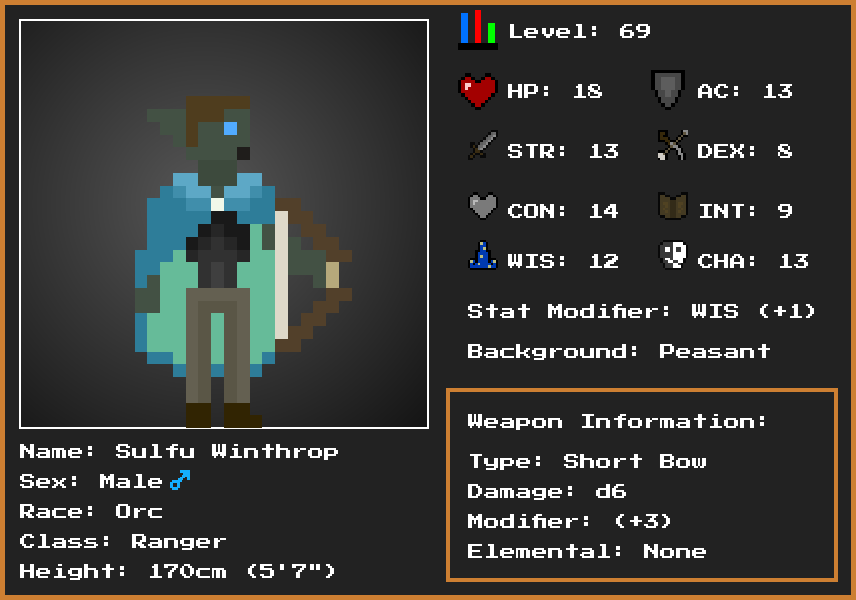 Level: 69
HP: 18
AC: 13
STR: 13
DEX: 8
CON: 14
INT: 9
WIS: 12
CHA: 13
Stat Modifier: WIS (+1)
Background: Peasant
Weapon Information:
Type: Short Bow
Damage: d6
Modifier: (+3)
Elemental: None
Name: Sulfu Winthrop
Sex: Male ♂
Race: Orc
Class: Ranger
Height: 170cm (5'7")